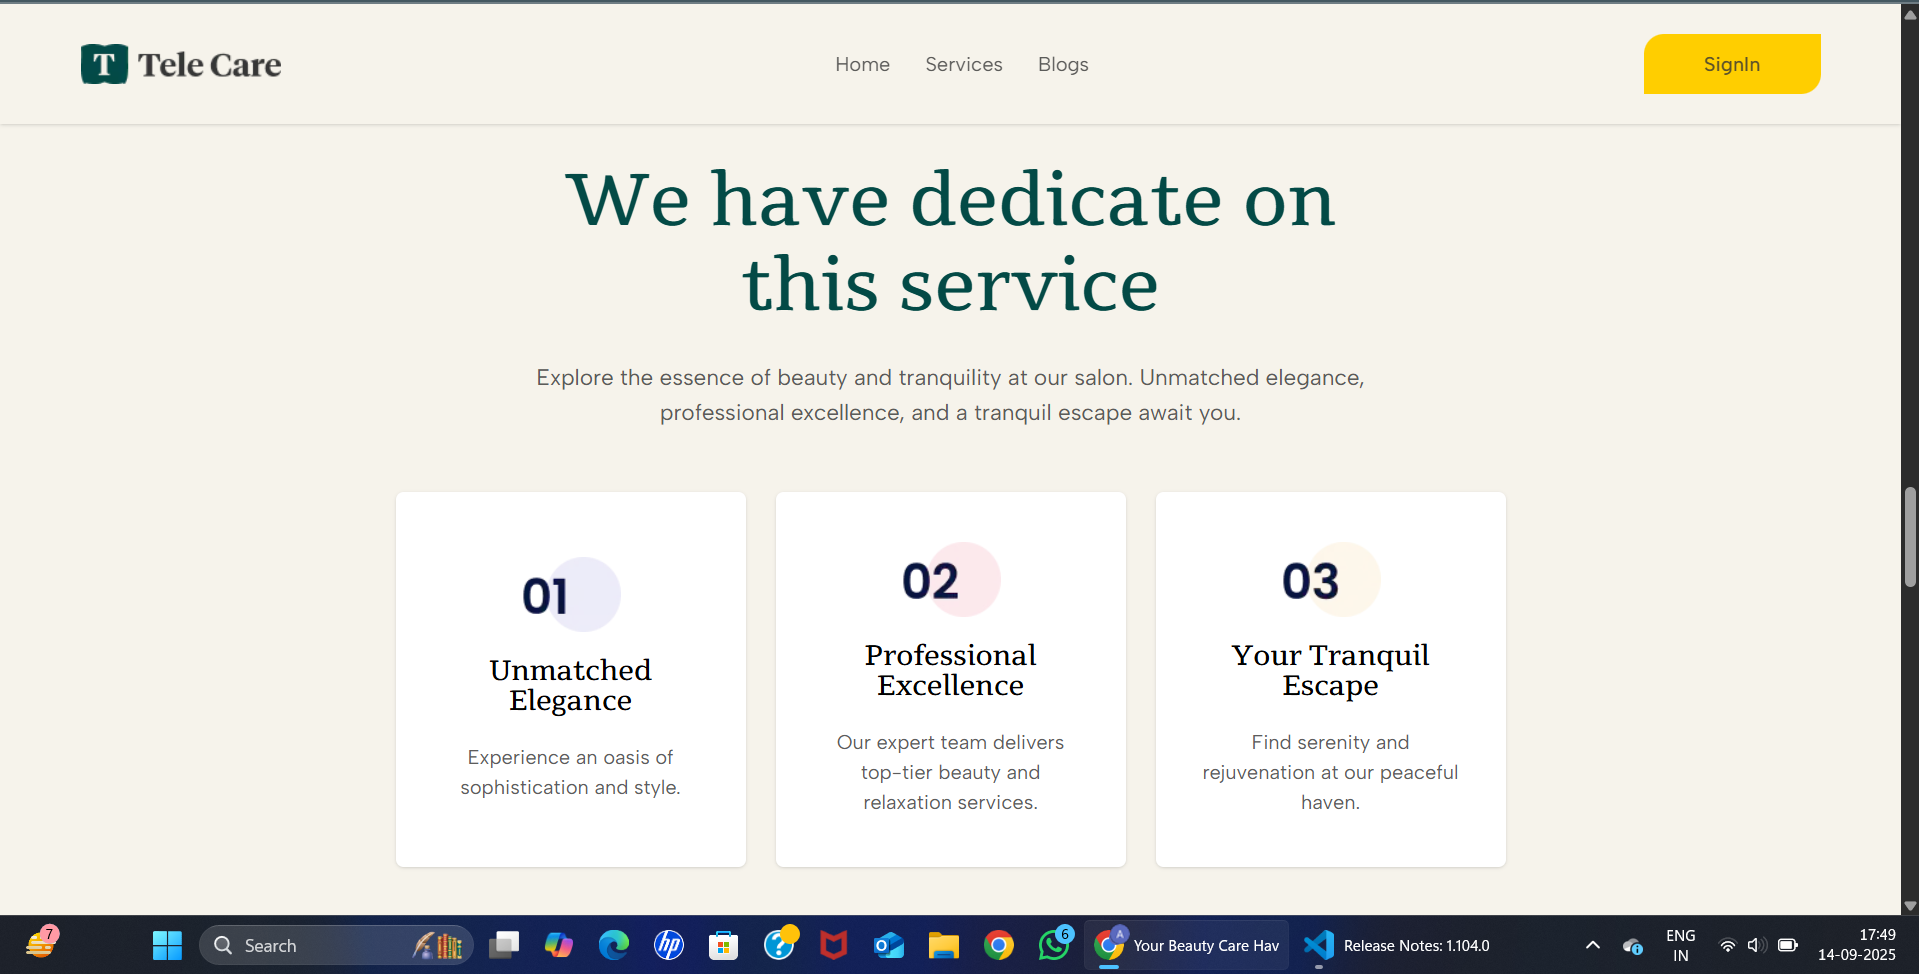 T Tele Care
Home
Services
Blogs
SignIn
We have dedicate on
this service
Explore the essence of beauty and tranquility at our salon. Unmatched elegance,
professional excellence, and a tranquil escape await you.
01
Unmatched
Elegance
Experience an oasis of
sophistication and style.
02
Professional
Excellence
Our expert team delivers
top-tier beauty and
relaxation services.
03
Your Tranquil
Escape
Find serenity and
rejuvenation at our peaceful
haven.
7
Search
hp
6
A
Your Beauty Care Hav
Release Notes: 1.104.0
ENG
IN
17:49
14-09-2025